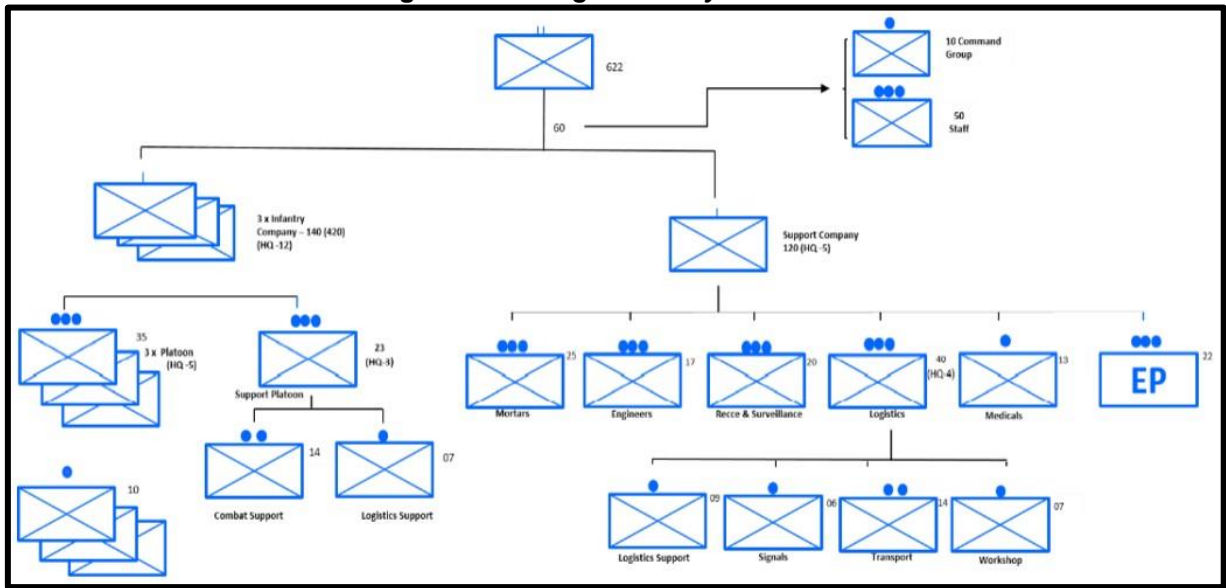 622
10 Command
Group
60
50
Staff
3 x Infantry
Company – 140 (420)
(HQ -12)
Support Company
120 (HQ -5)
35
3 x Platoon
(HQ -5)
23
(HQ-3)
Support Platoon
25
Mortars
17
Engineers
20
Recce & Surveillance
40
(HQ-4)
Logistics
13
Medicals
22
EP
14
Combat Support
07
Logistics Support
10
09
Logistics Support
06
Signals
14
Transport
07
Workshop